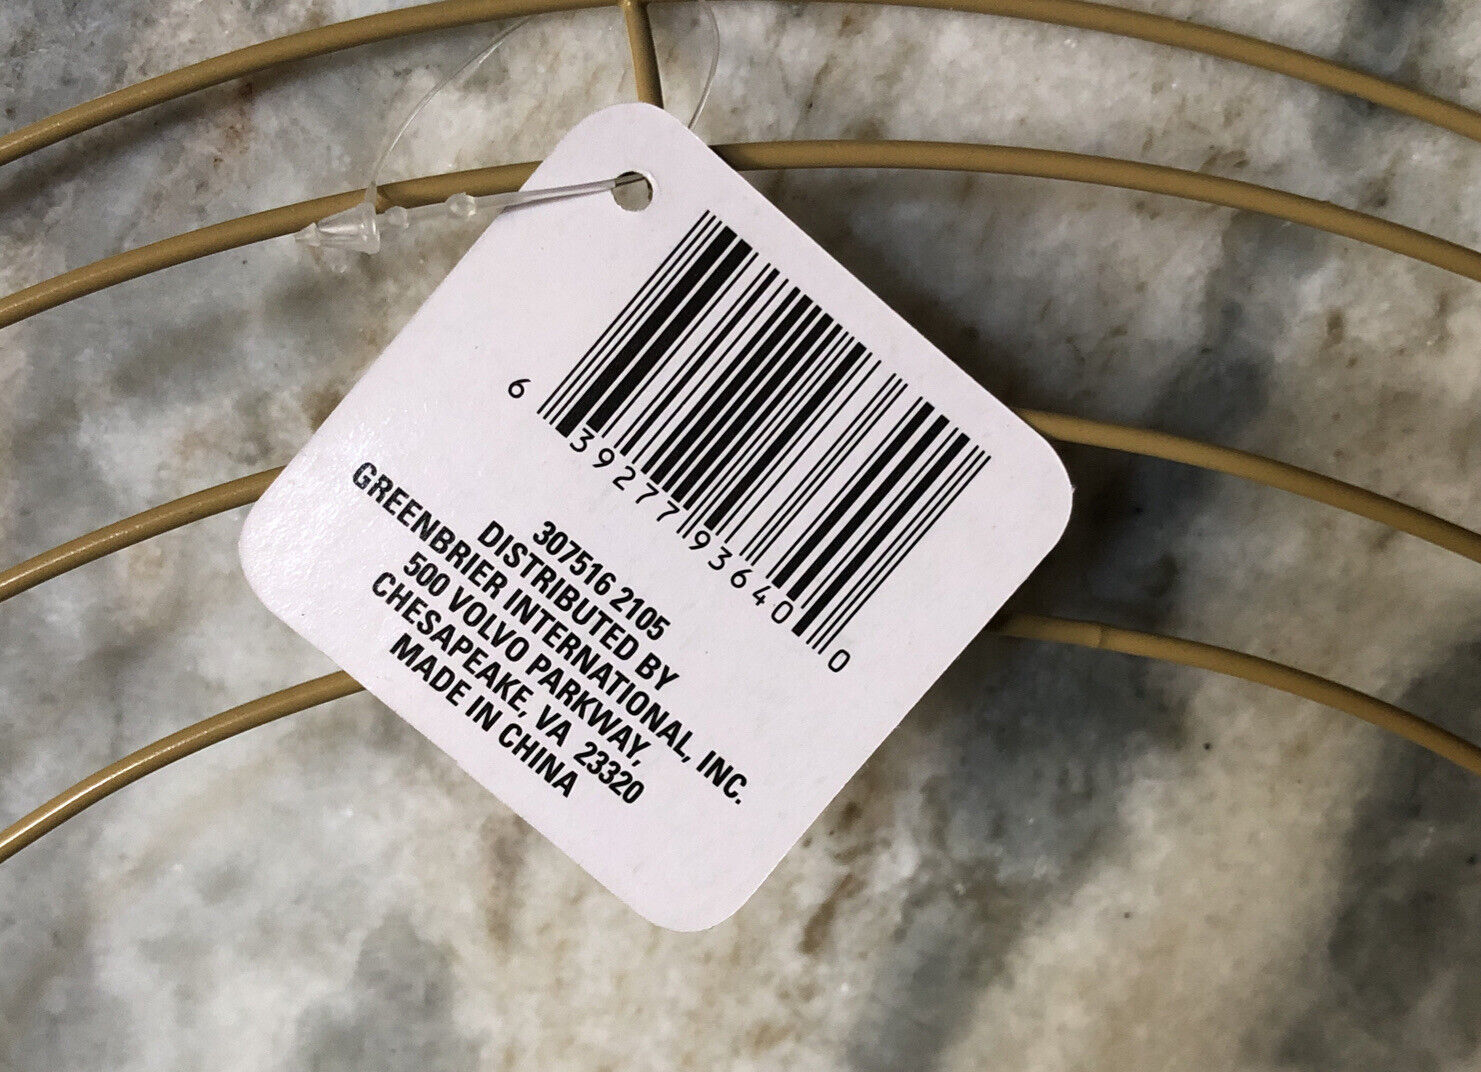 6 39277 93640 0
307516 2105
DISTRIBUTED BY
GREENBRIER INTERNATIONAL, INC.
500 VOLVO PARKWAY,
CHESAPEAKE, VA 23320
MADE IN CHINA